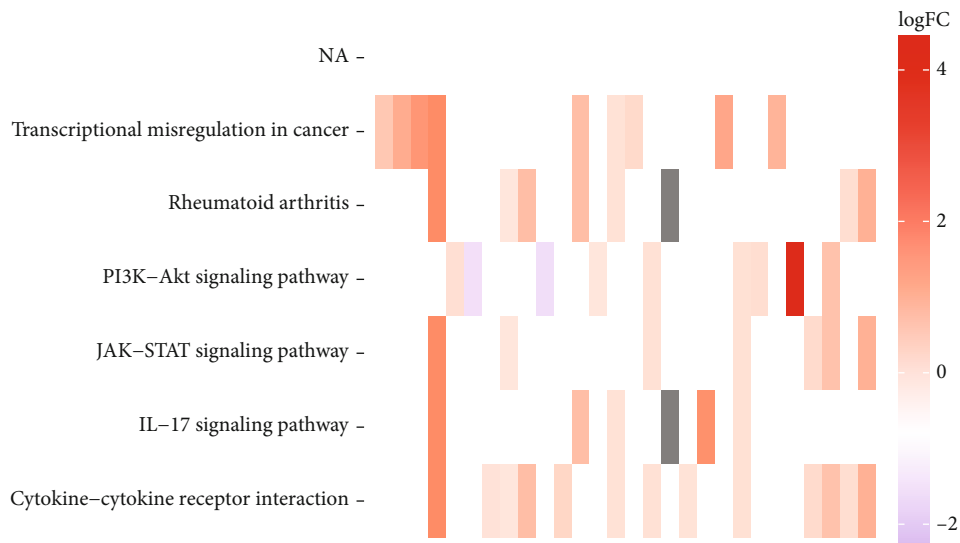 logFC
NA
Transcriptional misregulation in cancer
Rheumatoid arthritis
PI3K−Akt signaling pathway
JAK−STAT signaling pathway
IL−17 signaling pathway
Cytokine−cytokine receptor interaction
4
2
0
−2